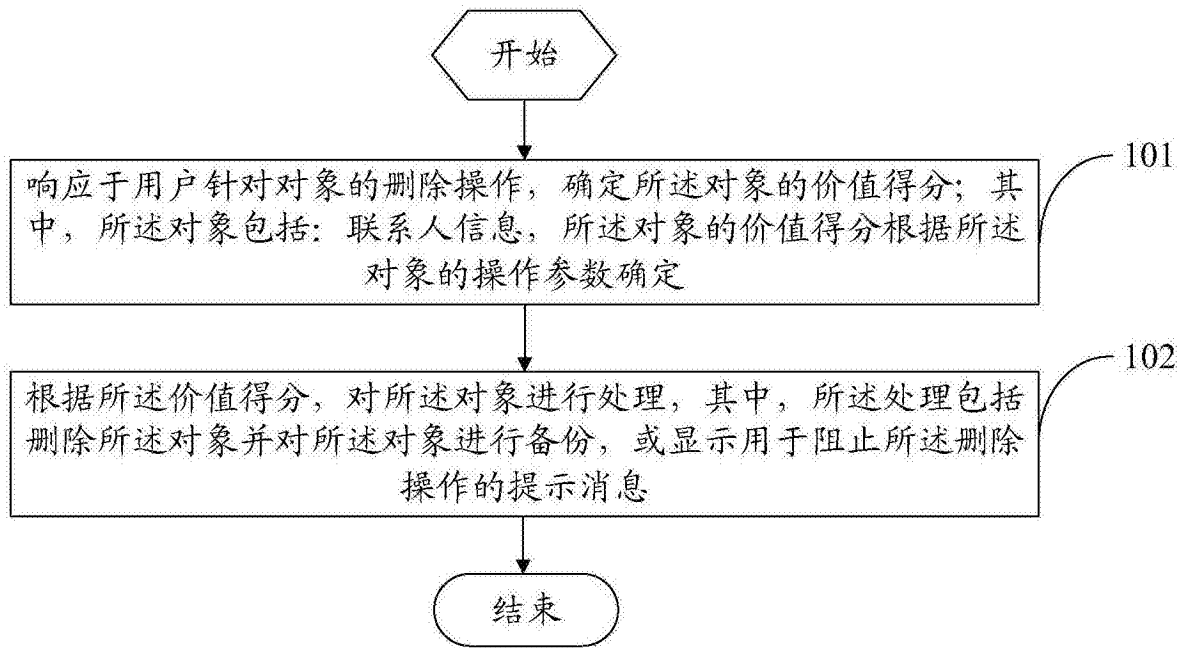 开始
响应于用户针对对象的删除操作，确定所述对象的价值得分；其
中，所述对象包括：联系人信息，所述对象的价值得分根据所述
对象的操作参数确定
101
根据所述价值得分，对所述对象进行处理，其中，所述处理包括
删除所述对象并对所述对象进行备份，或显示用于阻止所述删除
操作的提示消息
102
结束